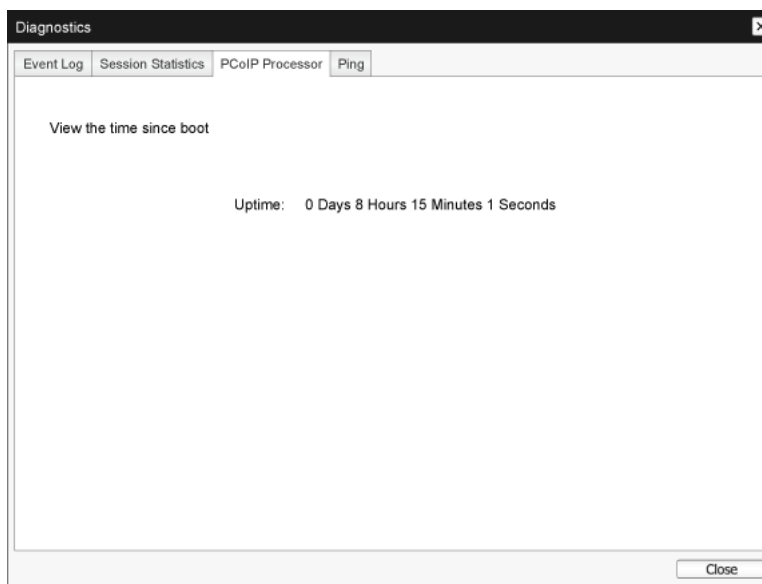 Diagnostics
Event Log Session Statistics PCoIP Processor Ping
View the time since boot
Uptime: 0 Days 8 Hours 15 Minutes 1 Seconds
Close